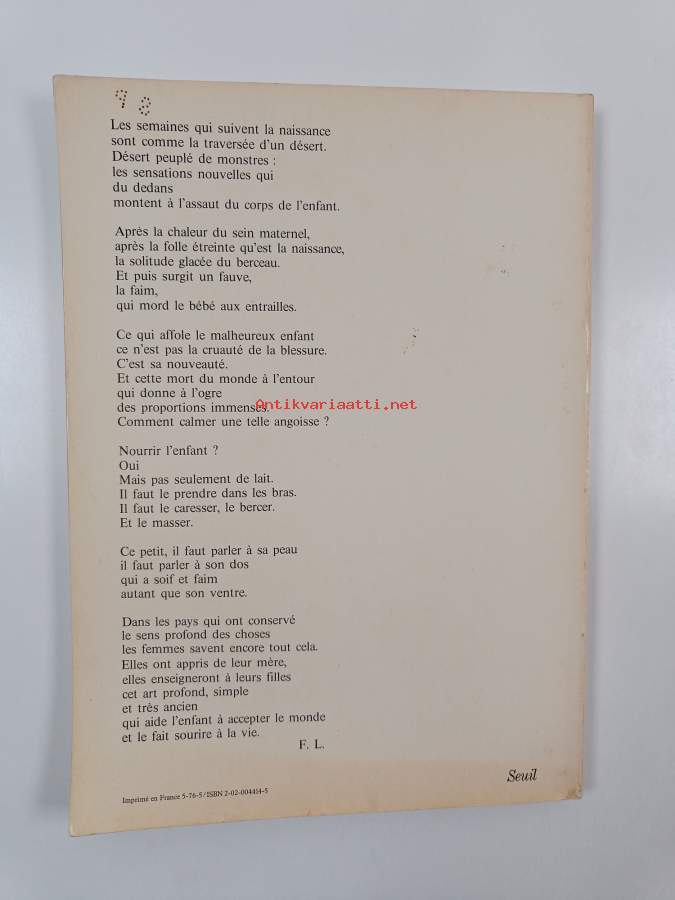 98
Les semaines qui suivent la naissance
sont comme la traversée d'un désert.
Désert peuplé de monstres :
les sensations nouvelles qui
du dedans
montent à l'assaut du corps de l'enfant.
Après la chaleur du sein maternel,
après la folle étreinte qu'est la naissance,
la solitude glacée du berceau.
Et puis surgit un fauve,
la faim,
qui mord le bébé aux entrailles.
Ce qui affole le malheureux enfant
ce n'est pas la cruauté de la blessure.
C'est sa nouveauté.
Et cette mort du monde à l'entour
qui donne à l'ogre
des proportions immenses.
Antikvariaatti.net
Comment calmer une telle angoisse ?
Nourrir l'enfant ?
Oui
Mais pas seulement de lait.
Il faut le prendre dans les bras.
Il faut le caresser, le bercer.
Et le masser.
Ce petit, il faut parler à sa peau
il faut parler à son dos
qui a soif et faim
autant que son ventre.
Dans les pays qui ont conservé
le sens profond des choses
les femmes savent encore tout cela.
Elles ont appris de leur mère,
elles enseigneront à leurs filles
cet art profond, simple
et très ancien
qui aide l'enfant à accepter le monde
et le fait sourire à la vie.
F. L.
Seuil
Imprimé en France 5-76-5/ISBN 2-02-004414-5